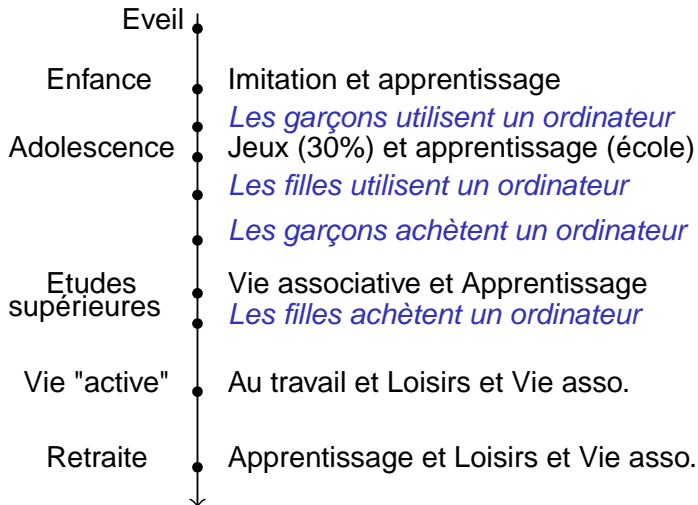 Eveil
Enfance Imitation et apprentissage
Les garçons utilisent un ordinateur
Adolescence Jeux (30%) et apprentissage (école)
Les filles utilisent un ordinateur
Les garçons achètent un ordinateur
Etudes
supérieures
Vie associative et Apprentissage
Les filles achètent un ordinateur
Vie "active" Au travail et Loisirs et Vie asso.
Retraite Apprentissage et Loisirs et Vie asso.